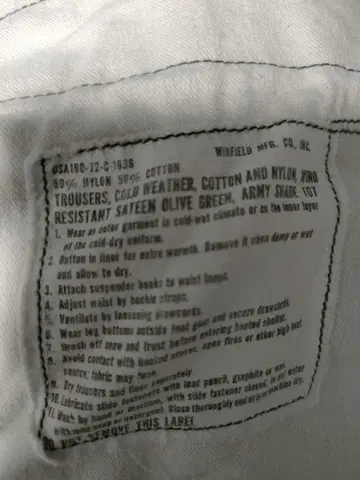 WINFIELD MFG. CO., INC.
DSA100-72-C-1636
50% NYLON 50% COTTON
TROUSERS, COLD WEATHER, COTTON AND NYLON, WIND
RESISTANT SATEEN OLIVE GREEN, ARMY SHADE 107
1. Wear as outer garment in cold-wet climate or as the inner layer
of the cold-dry uniform.
2. Button in liner for extra warmth. Remove it when damp or wet
and allow to dry.
3. Attach suspender hooks to waist loops.
4. Adjust waist by buckle straps.
5. Ventilate by loosening drawcords.
6. Wear leg bottoms outside foot gear and secure drawcords.
7. Brush off snow and frost before entering heated shelter.
8. Avoid contact with heated stoves, open fires or other high heat
source, fabric may fuse.
9. Dry trousers and liner separately.
10. Lubricate slide fasteners with lead pencil, graphite or wax.
11. Wash by hand or machine, with slide fastener closed, in wet water
with mild soap or detergent. Rinse thoroughly and drip or machine dry.
DO NOT REMOVE THIS LABEL